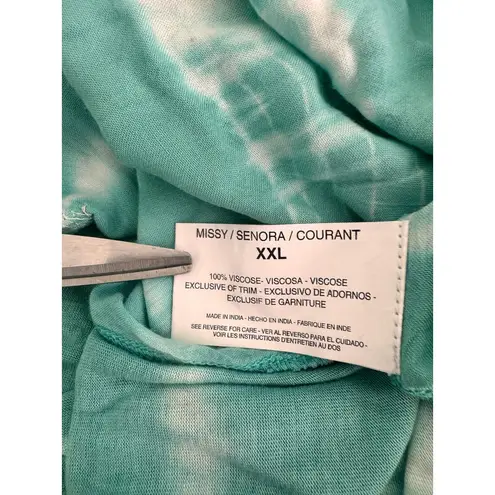 MISSY / SENORA / COURANT
XXL
100% VISCOSE- VISCOSA - VISCOSE
EXCLUSIVE OF TRIM - EXCLUSIVO DE ADORNOS -
EXCLUSIF DE GARNITURE
MADE IN INDIA - HECHO EN INDIA - FABRIQUE EN INDE
SEE REVERSE FOR CARE - VER AL REVERSO PARA EL CUIDADO -
VOIR LES INSTRUCTIONS D'ENTRETIEN AU DOS